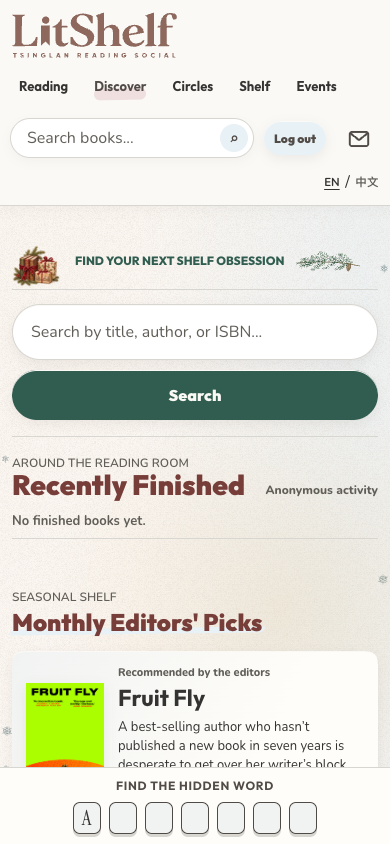 LitShelf
TSINGLAN READING SOCIAL
Reading Discover Circles Shelf Events
Search books... Log out
EN / 中文
FIND YOUR NEXT SHELF OBSESSION
Search by title, author, or ISBN...
Search
AROUND THE READING ROOM
Recently Finished Anonymous activity
No finished books yet.
SEASONAL SHELF
Monthly Editors' Picks
Recommended by the editors
FRUIT FLY
Fruit Fly
A best-selling author who hasn't
published a new book in seven years is
desperate to get over her writer's block
FIND THE HIDDEN WORD
A